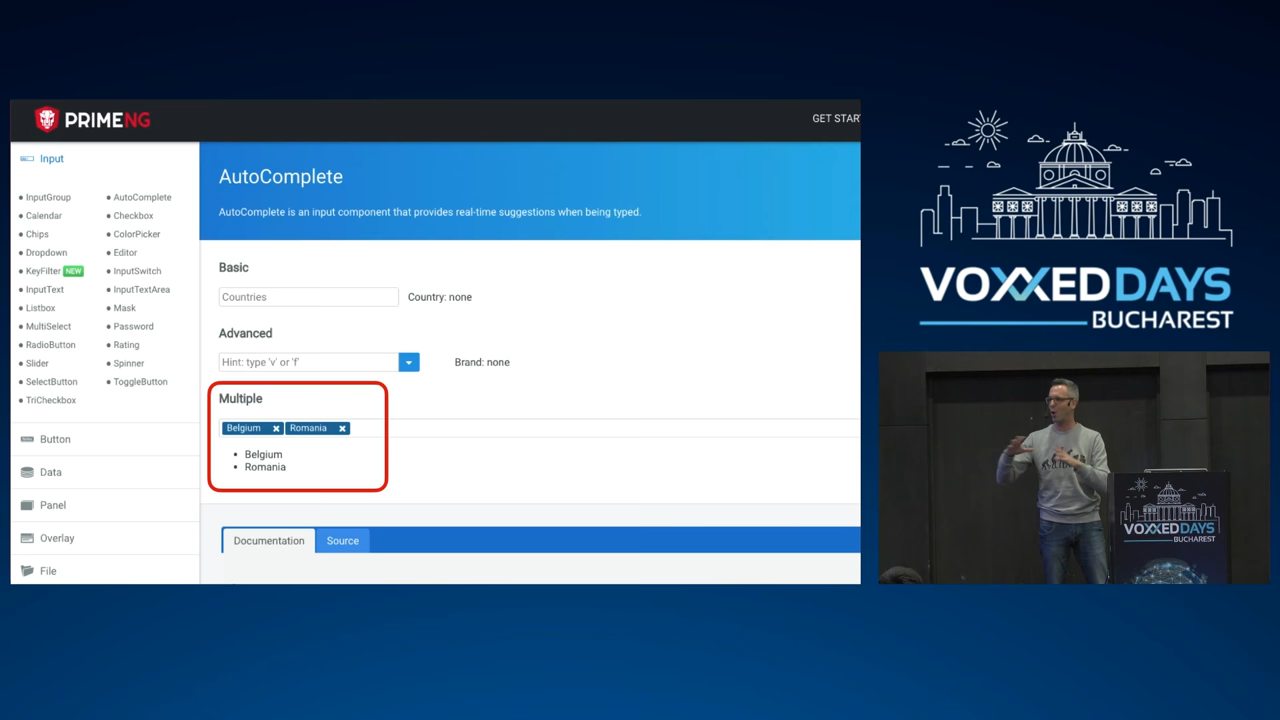 PRIMENG
GET STAR
Input
InputGroup
AutoComplete
Calendar
Checkbox
Chips
ColorPicker
Dropdown
Editor
KeyFilter NEW
InputSwitch
InputText
InputTextArea
Listbox
Mask
MultiSelect
Password
RadioButton
Rating
Slider
Spinner
SelectButton
ToggleButton
TriCheckbox
Button
Data
Panel
Overlay
File
AutoComplete
AutoComplete is an input component that provides real-time suggestions when being typed.
Basic
Countries
Country: none
Advanced
Hint: type 'v' or 'f'
Brand: none
Multiple
Belgium
Romania
Belgium
Romania
Documentation
Source
VOXXED DAYS
BUCHAREST
VOXXED DAYS
BUCHAREST